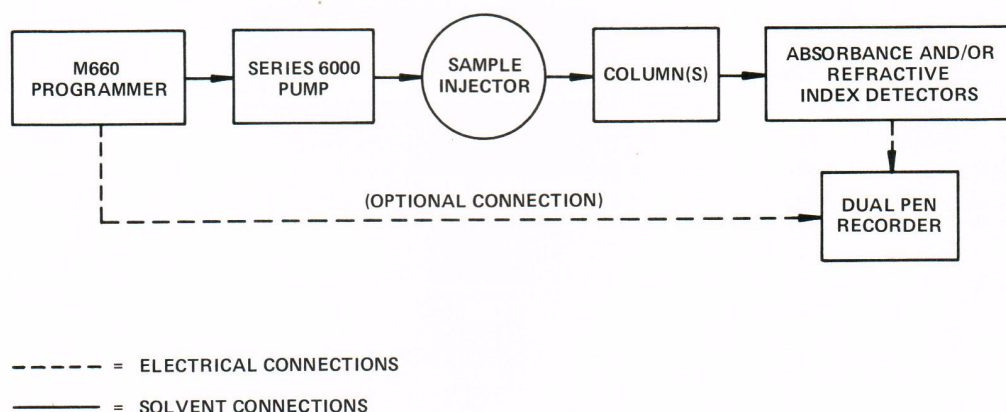 M660
PROGRAMMER
SERIES 6000
PUMP
SAMPLE
INJECTOR
COLUMN(S)
ABSORBANCE AND/OR
REFRACTIVE
INDEX DETECTORS
(OPTIONAL CONNECTION)
DUAL PEN
RECORDER
= ELECTRICAL CONNECTIONS
= SOLVENT CONNECTIONS